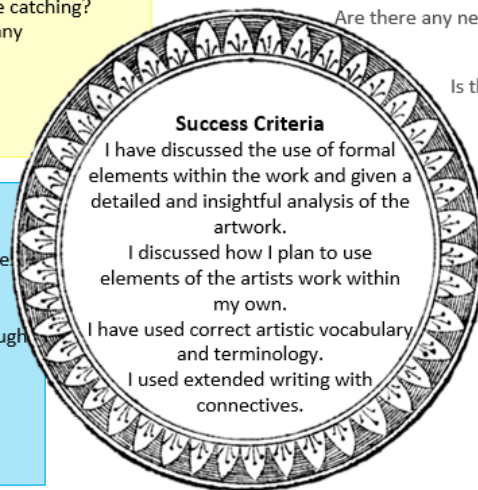 e catching?
ny
Are there any ne
Is t
Success Criteria
I have discussed the use of formal
elements within the work and given a
detailed and insightful analysis of the
artwork.
I discussed how I plan to use
elements of the artists work within
my own.
I have used correct artistic vocabulary
and terminology.
I used extended writing with
connectives.
e
ugh